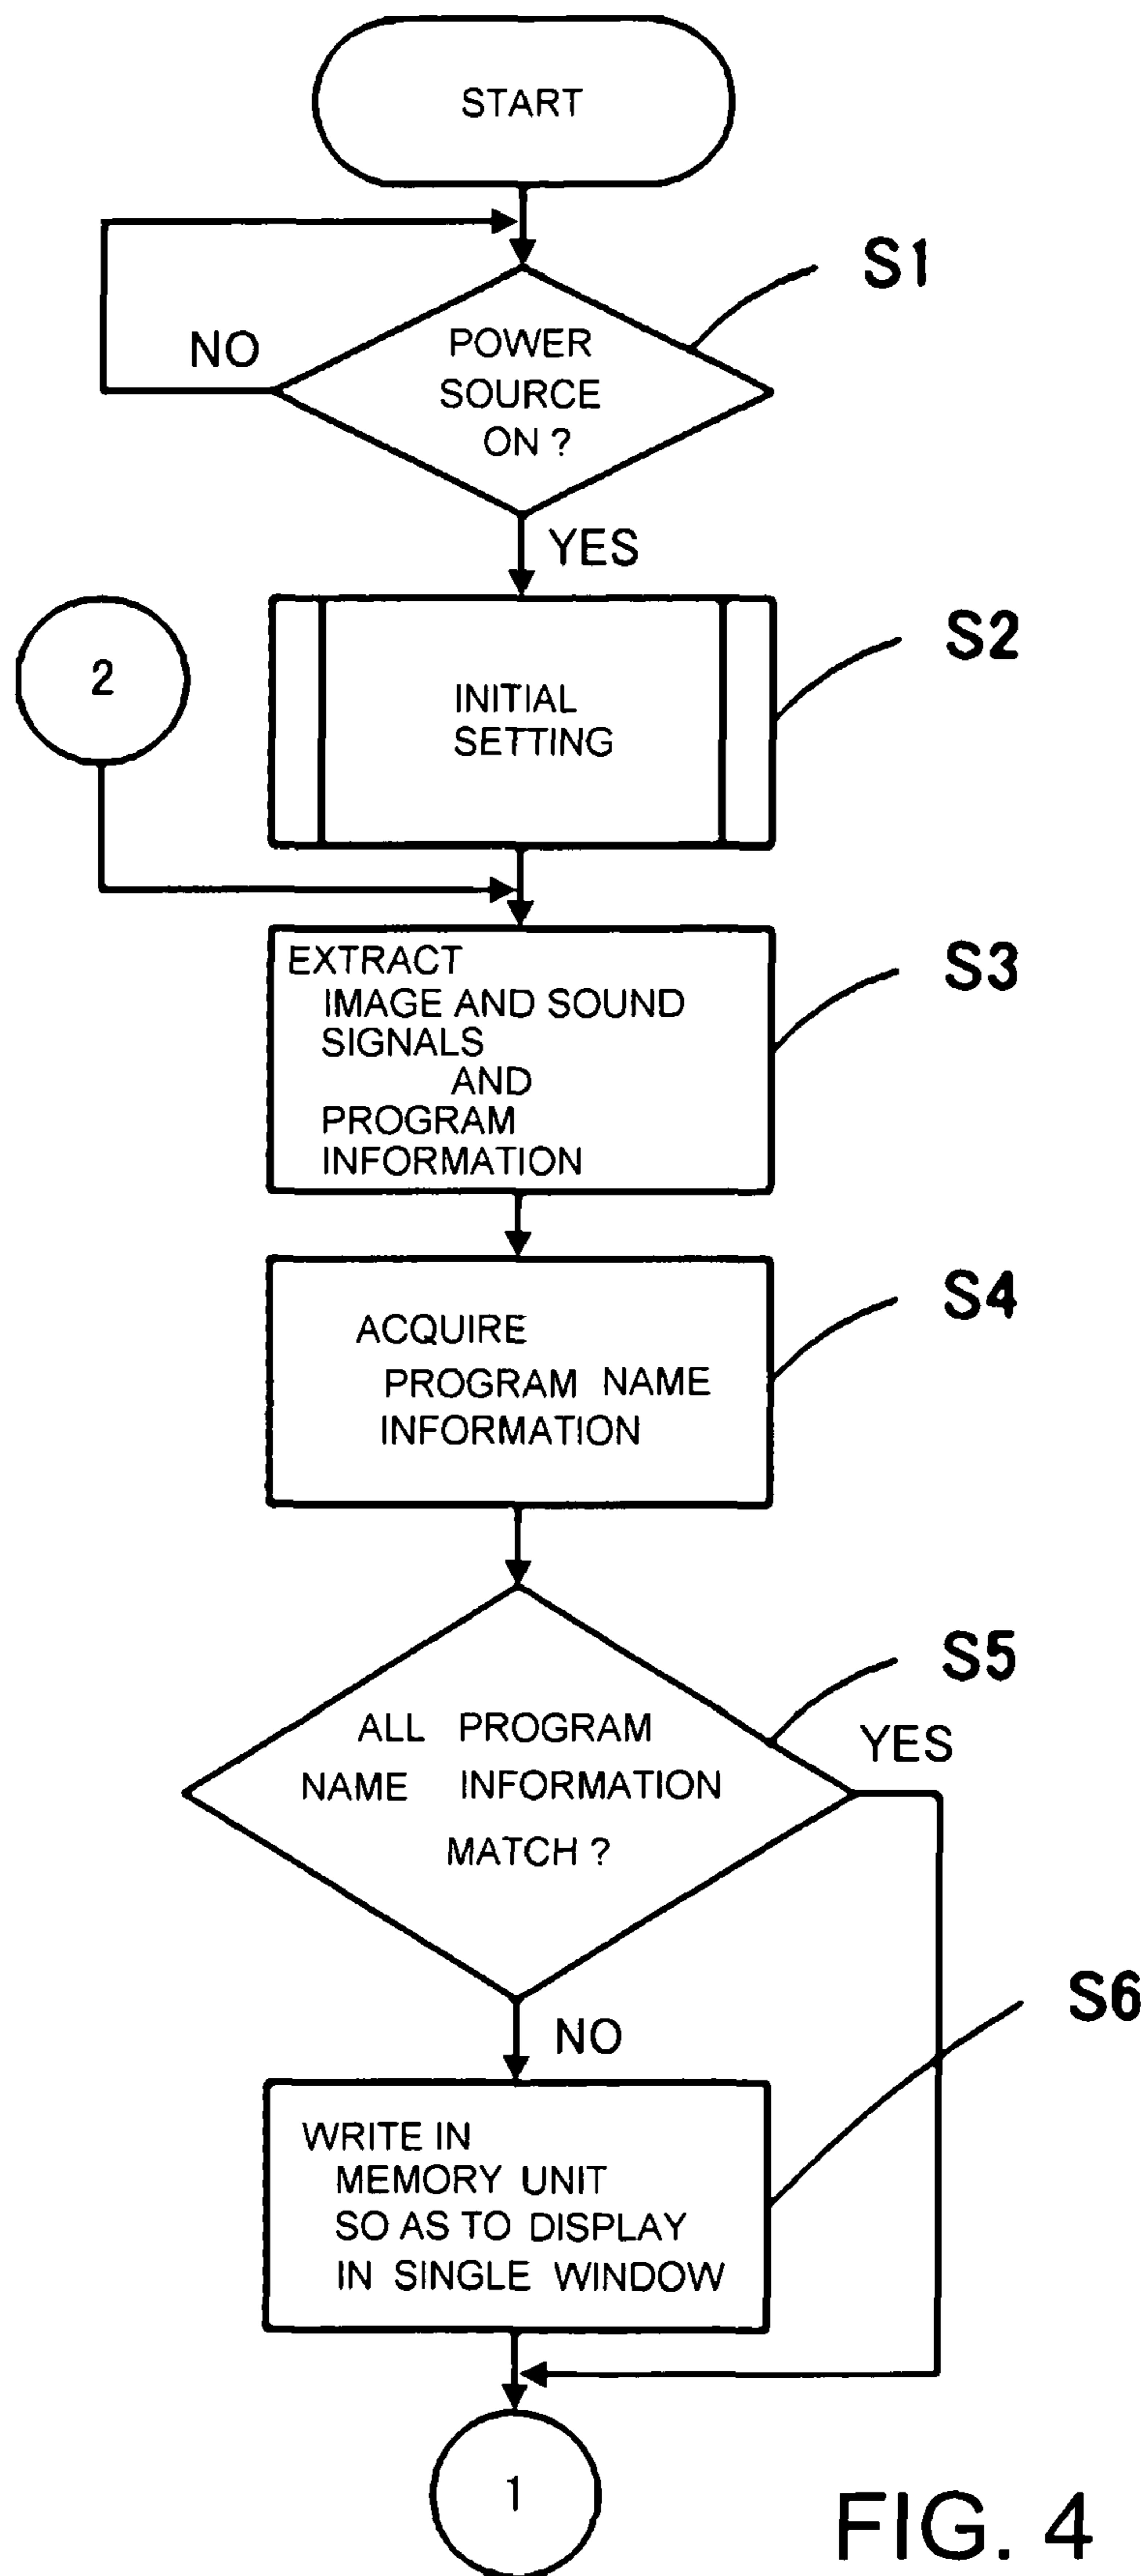 START
S1
NO
POWER
SOURCE
ON ?
YES
S2
2
INITIAL
SETTING
S3
EXTRACT
IMAGE AND SOUND
SIGNALS
AND
PROGRAM
INFORMATION
S4
ACQUIRE
PROGRAM NAME
INFORMATION
S5
YES
ALL PROGRAM
NAME INFORMATION
MATCH ?
S6
NO
WRITE IN
MEMORY UNIT
SO AS TO DISPLAY
IN SINGLE WINDOW
1
FIG. 4